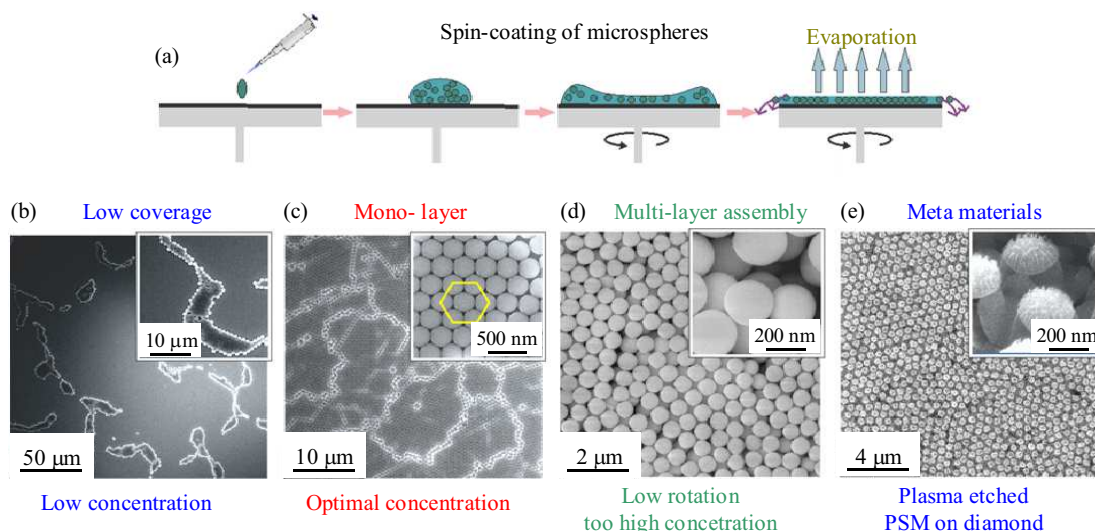 Spin-coating of microspheres
Evaporation
(a)
(b) Low coverage
(c) Mono- layer
(d) Multi-layer assembly
(e) Meta materials
10 μm
500 nm
200 nm
200 nm
50 μm
10 μm
2 μm
4 μm
Low concentration
Optimal concentration
Low rotation
too high concetration
Plasma etched
PSM on diamond